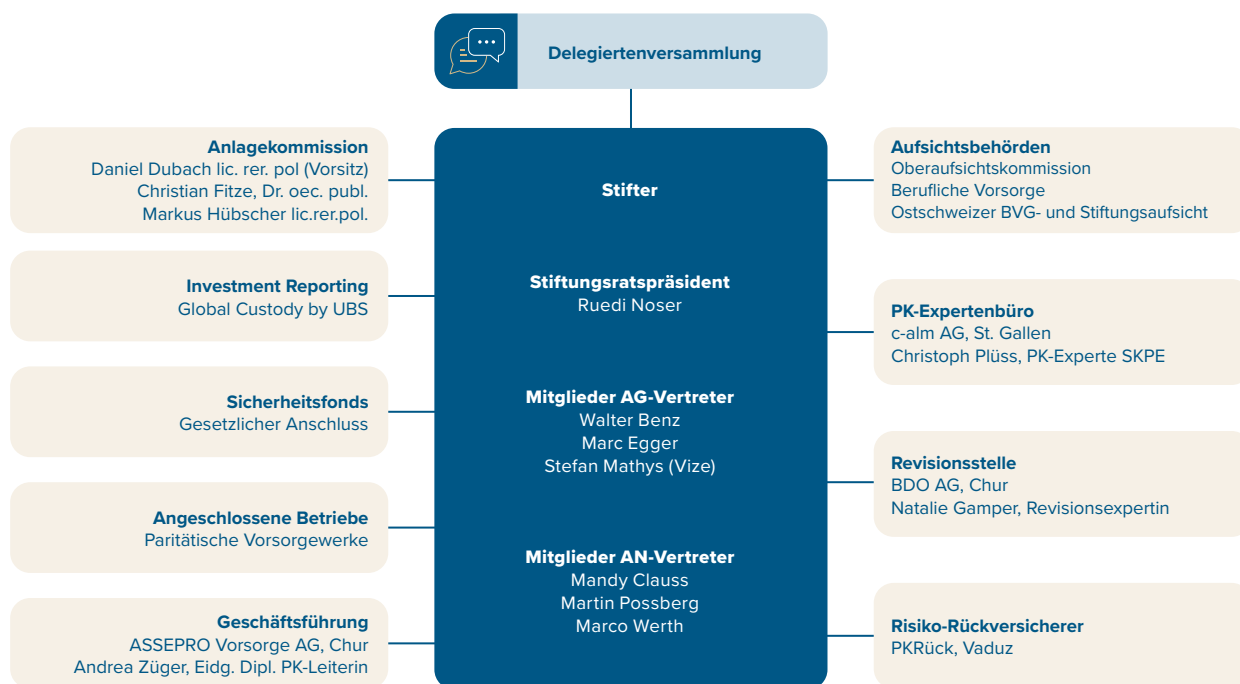 Delegiertenversammlung
Anlagekommission
Daniel Dubach lic. rer. pol (Vorsitz)
Christian Fitze, Dr. oec. publ.
Markus Hübscher lic.rer.pol.
Investment Reporting
Global Custody by UBS
Sicherheitsfonds
Gesetzlicher Anschluss
Angeschlossene Betriebe
Paritätische Vorsorgewerke
Geschäftsführung
ASSEPRO Vorsorge AG, Chur
Andrea Züger, Eidg. Dipl. PK-Leiterin
Stifter
Stiftungsratspräsident
Ruedi Noser
Mitglieder AG-Vertreter
Walter Benz
Marc Egger
Stefan Mathys (Vize)
Mitglieder AN-Vertreter
Mandy Clauss
Martin Possberg
Marco Werth
Aufsichtsbehörden
Oberaufsichtskommission
Berufliche Vorsorge
Ostschweizer BVG- und Stiftungsaufsicht
PK-Expertenbüro
c-alm AG, St. Gallen
Christoph Plüss, PK-Experte SKPE
Revisionsstelle
BDO AG, Chur
Natalie Gamper, Revisionsexpertin
Risiko-Rückversicherer
PKRück, Vaduz